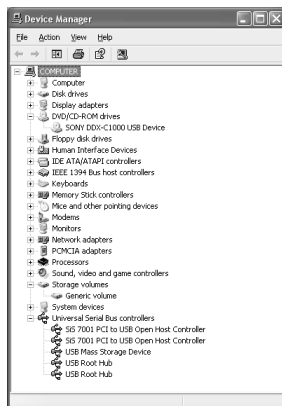 Device Manager
File Action View Help
COMPUTER
Computer
Disk drives
Display adapters
DVD/CD-ROM drives
SONY DDX-C1000 USB Device
Floppy disk drives
Human Interface Devices
IDE ATA/ATAPI controllers
IEEE 1394 Bus host controllers
Keyboards
Memory Stick controllers
Mice and other pointing devices
Modems
Monitors
Network adapters
PCMCIA adapters
Processors
Sound, video and game controllers
Storage volumes
Generic volume
System devices
Universal Serial Bus controllers
SiS 7001 PCI to USB Open Host Controller
SiS 7001 PCI to USB Open Host Controller
USB Mass Storage Device
USB Root Hub
USB Root Hub